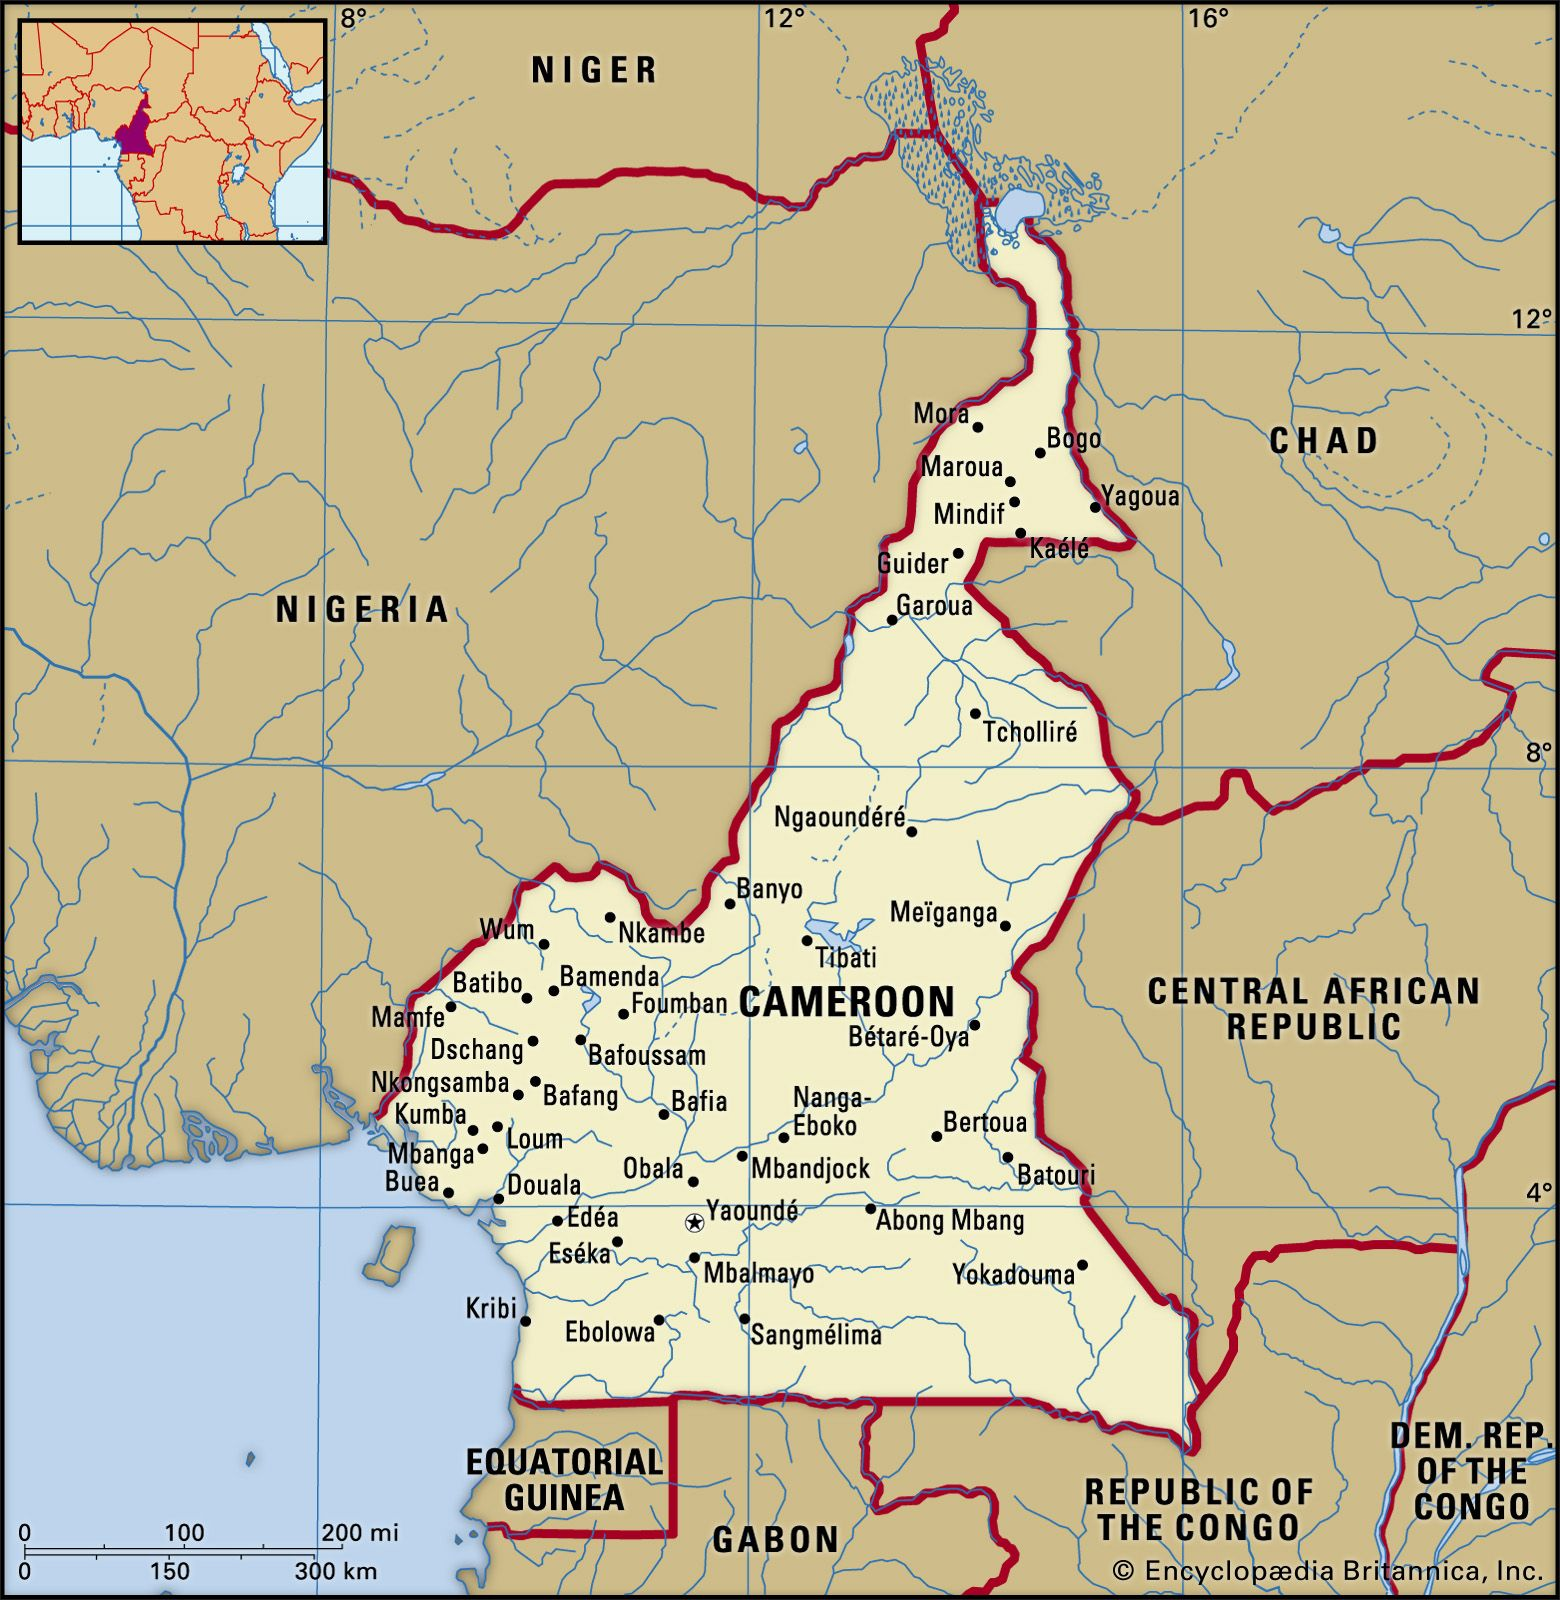 8°
12°
16°
NIGER
12°
Mora
Bogo
CHAD
Maroua
Yagoua
Mindif
Kaélé
Guider
NIGERIA
Garoua
Tcholliré
8°
Ngaoundéré
Banyo
Meïganga
Wum
Nkambe
Tibati
Batibo
Bamenda
Foumban
CAMEROON
CENTRAL AFRICAN
REPUBLIC
Mamfe
Bétaré-Oya
Dschang
Bafoussam
Nkongsamba
Bafang
Bafia
Nanga-
Eboko
Kumba
Loum
Bertoua
Mbanga
Obala
Mbandjock
Batouri
Buea
Douala
4°
Edéa
Yaoundé
Abong Mbang
Eséka
Mbalmayo
Yokadouma
Kribi
Ebolowa
Sangmélima
EQUATORIAL
GUINEA
DEM. REP.
OF THE
CONGO
REPUBLIC OF
THE CONGO
GABON
0 100 200 mi
0 150 300 km
© Encyclopædia Britannica, Inc.